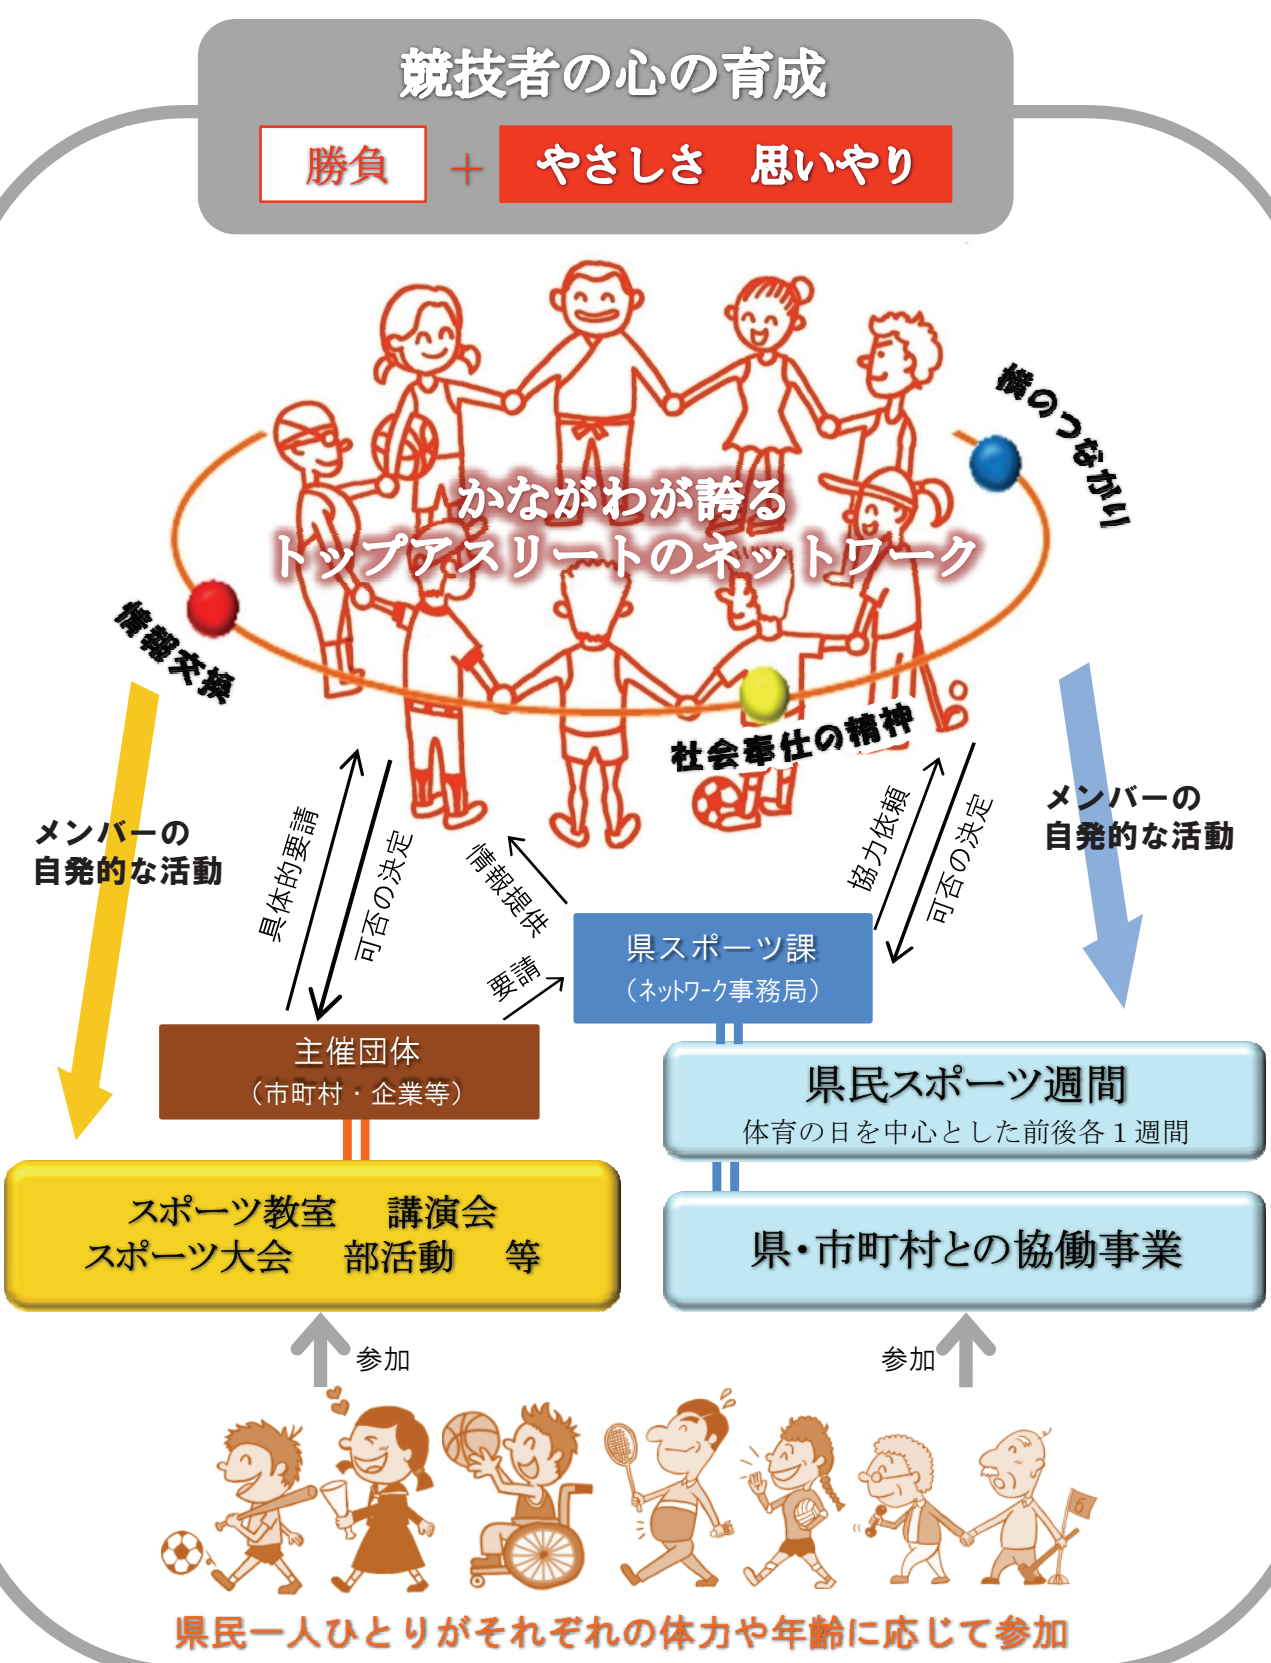 競技者の心の育成
勝負 + やさしさ 思いやり
横のつながり
かながわが誇る
トップアスリートのネットワーク
情報交換
社会奉仕の精神
メンバーの
自発的な活動
具体的要請
可否の決定
情報提供
要請
協力依頼
可否の決定
メンバーの
自発的な活動
県スポーツ課
（ネットワーク事務局）
主催団体
（市町村・企業等）
県民スポーツ週間
体育の日を中心とした前後各１週間
スポーツ教室 講演会
スポーツ大会 部活動 等
県・市町村との協働事業
参加
参加
6
県民一人ひとりがそれぞれの体力や年齢に応じて参加